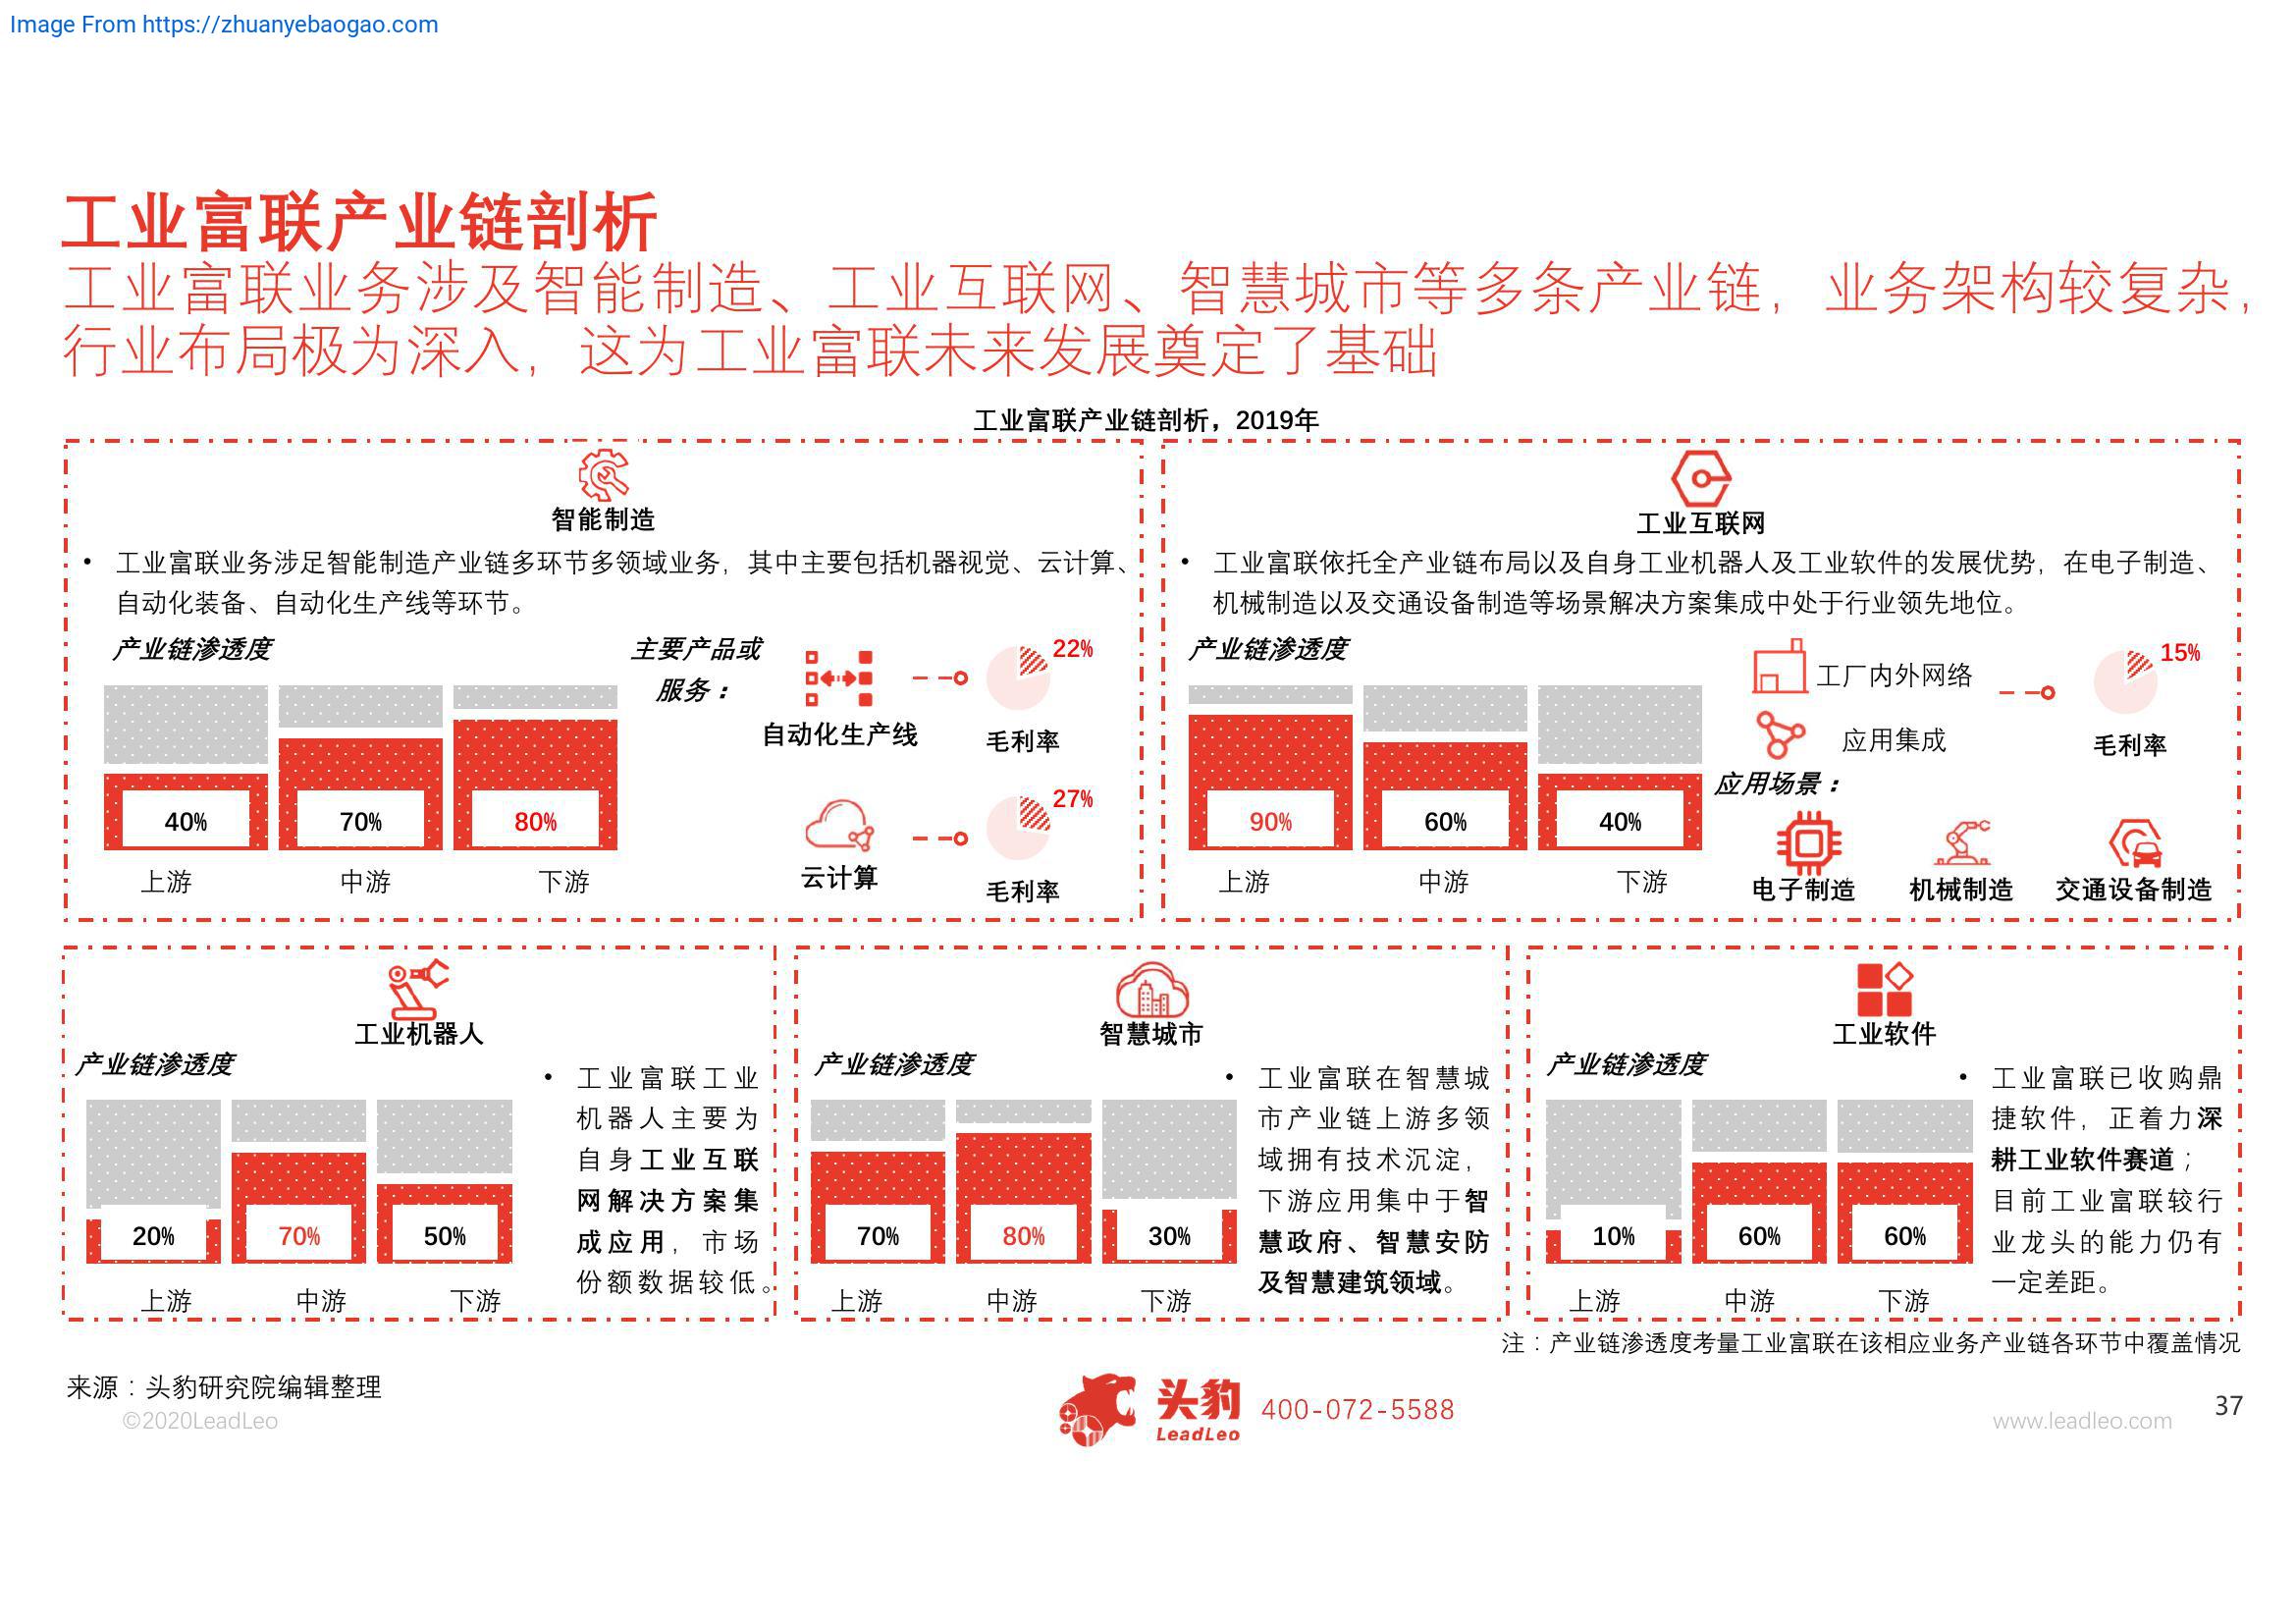 Image From https://zhuanyebaogao.com
工业富联产业链剖析
工业富联业务涉及智能制造、工业互联网、智慧城市等多条产业链，业务架构较复杂，
行业布局极为深入，这为工业富联未来发展奠定了基础
工业富联产业链剖析，2019年
智能制造
• 工业富联业务涉足智能制造产业链多环节多领域业务，其中主要包括机器视觉、云计算、
自动化装备、自动化生产线等环节。
产业链渗透度
40%
70%
80%
上游
中游
下游
主要产品或
服务：
自动化生产线
22%
毛利率
云计算
27%
毛利率
工业互联网
• 工业富联依托全产业链布局以及自身工业机器人及工业软件的发展优势，在电子制造、
机械制造以及交通设备制造等场景解决方案集成中处于行业领先地位。
产业链渗透度
90%
60%
40%
上游
中游
下游
工厂内外网络
应用集成
15%
毛利率
应用场景：
电子制造
机械制造
交通设备制造
工业机器人
产业链渗透度
20%
70%
50%
上游
中游
下游
• 工业富联工业
机器人主要为
自身工业互联
网解决方案集
成应用，市场
份额数据较低。
智慧城市
产业链渗透度
70%
80%
30%
上游
中游
下游
• 工业富联在智慧城
市产业链上游多领
域拥有技术沉淀，
下游应用集中于智
慧政府、智慧安防
及智慧建筑领域。
工业软件
产业链渗透度
10%
60%
60%
上游
中游
下游
• 工业富联已收购鼎
捷软件，正着力深
耕工业软件赛道；
目前工业富联较行
业龙头的能力仍有
一定差距。
注：产业链渗透度考量工业富联在该相应业务产业链各环节中覆盖情况
来源：头豹研究院编辑整理
©2020LeadLeo
头豹
LeadLeo
400-072-5588
www.leadleo.com
37